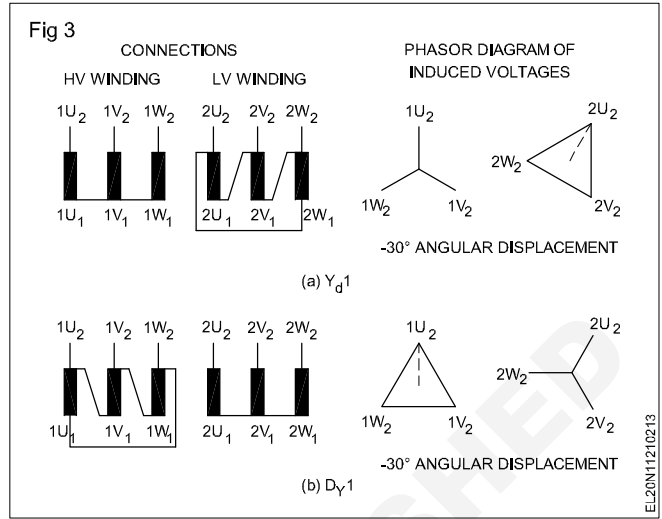 Fig 3
CONNECTIONS
PHASOR DIAGRAM OF
INDUCED VOLTAGES
HV WINDING LV WINDING
1U₂ 1V₂ 1W₂ 2U₂ 2V₂ 2W₂
1U₁ 1V₁ 1W₁ 2U₁ 2V₁ 2W₁
1U₂
1W₂ 1V₂
2U₂
2W₂
2V₂
-30° ANGULAR DISPLACEMENT
(a) Yd1
1U₂ 1V₂ 1W₂ 2U₂ 2V₂ 2W₂
1U₁ 1V₁ 1W₁ 2U₁ 2V₁ 2W₁
1U₂
1W₂ 1V₂
2U₂
2W₂
2V₂
-30° ANGULAR DISPLACEMENT
(b) DY1
EL20N11210213